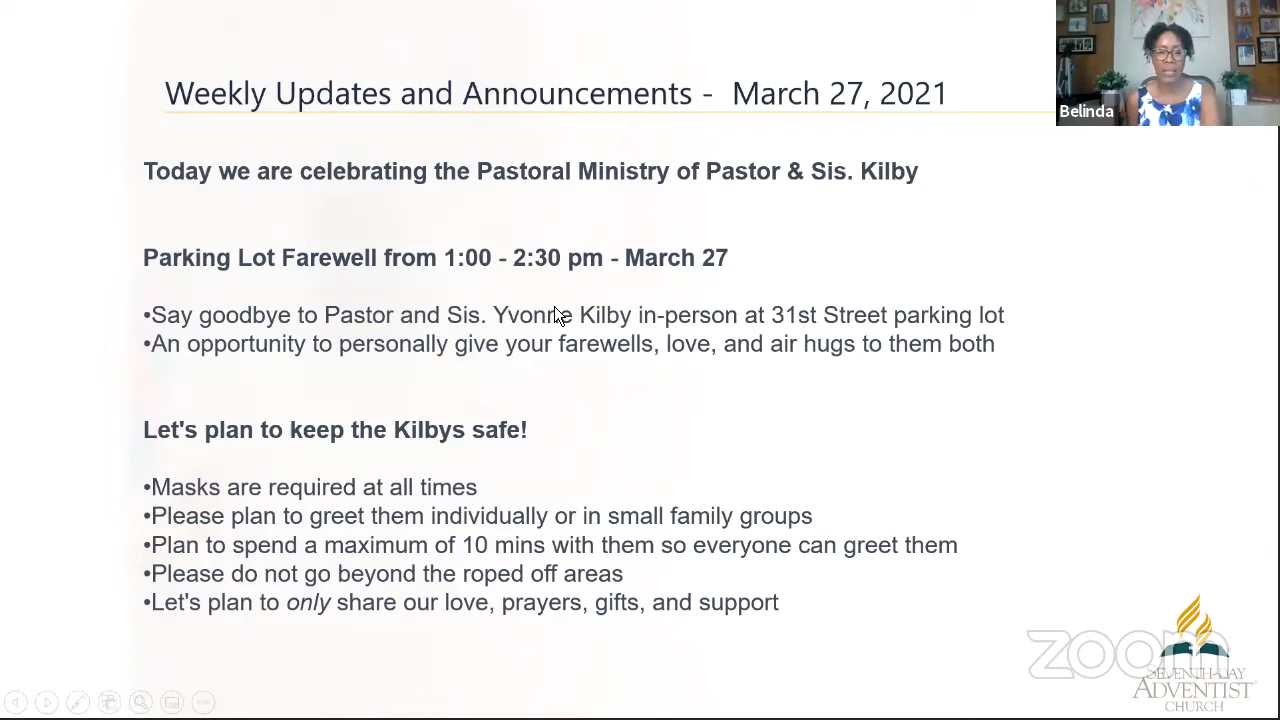 Weekly Updates and Announcements - March 27, 2021
Belinda
Today we are celebrating the Pastoral Ministry of Pastor & Sis. Kilby
Parking Lot Farewell from 1:00 - 2:30 pm - March 27
•Say goodbye to Pastor and Sis. Yvonne Kilby in-person at 31st Street parking lot
•An opportunity to personally give your farewells, love, and air hugs to them both
Let's plan to keep the Kilbys safe!
•Masks are required at all times
•Please plan to greet them individually or in small family groups
•Plan to spend a maximum of 10 mins with them so everyone can greet them
•Please do not go beyond the roped off areas
•Let's plan to only share our love, prayers, gifts, and support
zoom
SEVENTH-DAY
ADVENTIST
CHURCH